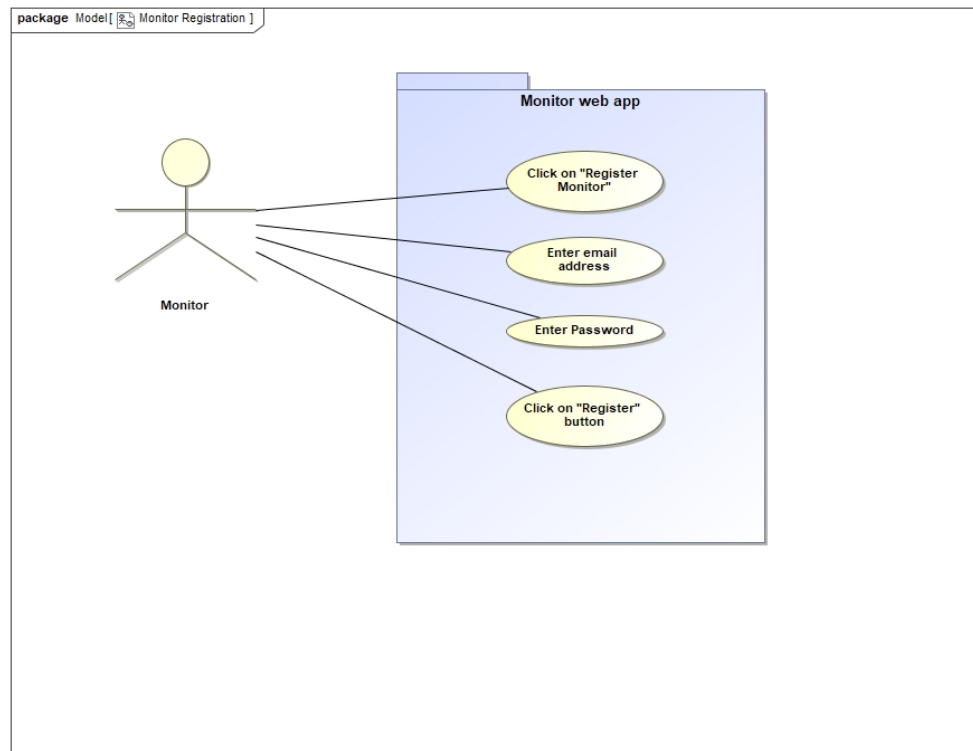 package Model [ Monitor Registration ]
Monitor web app
Click on "Register
Monitor"
Enter email
address
Enter Password
Click on "Register"
button
Monitor